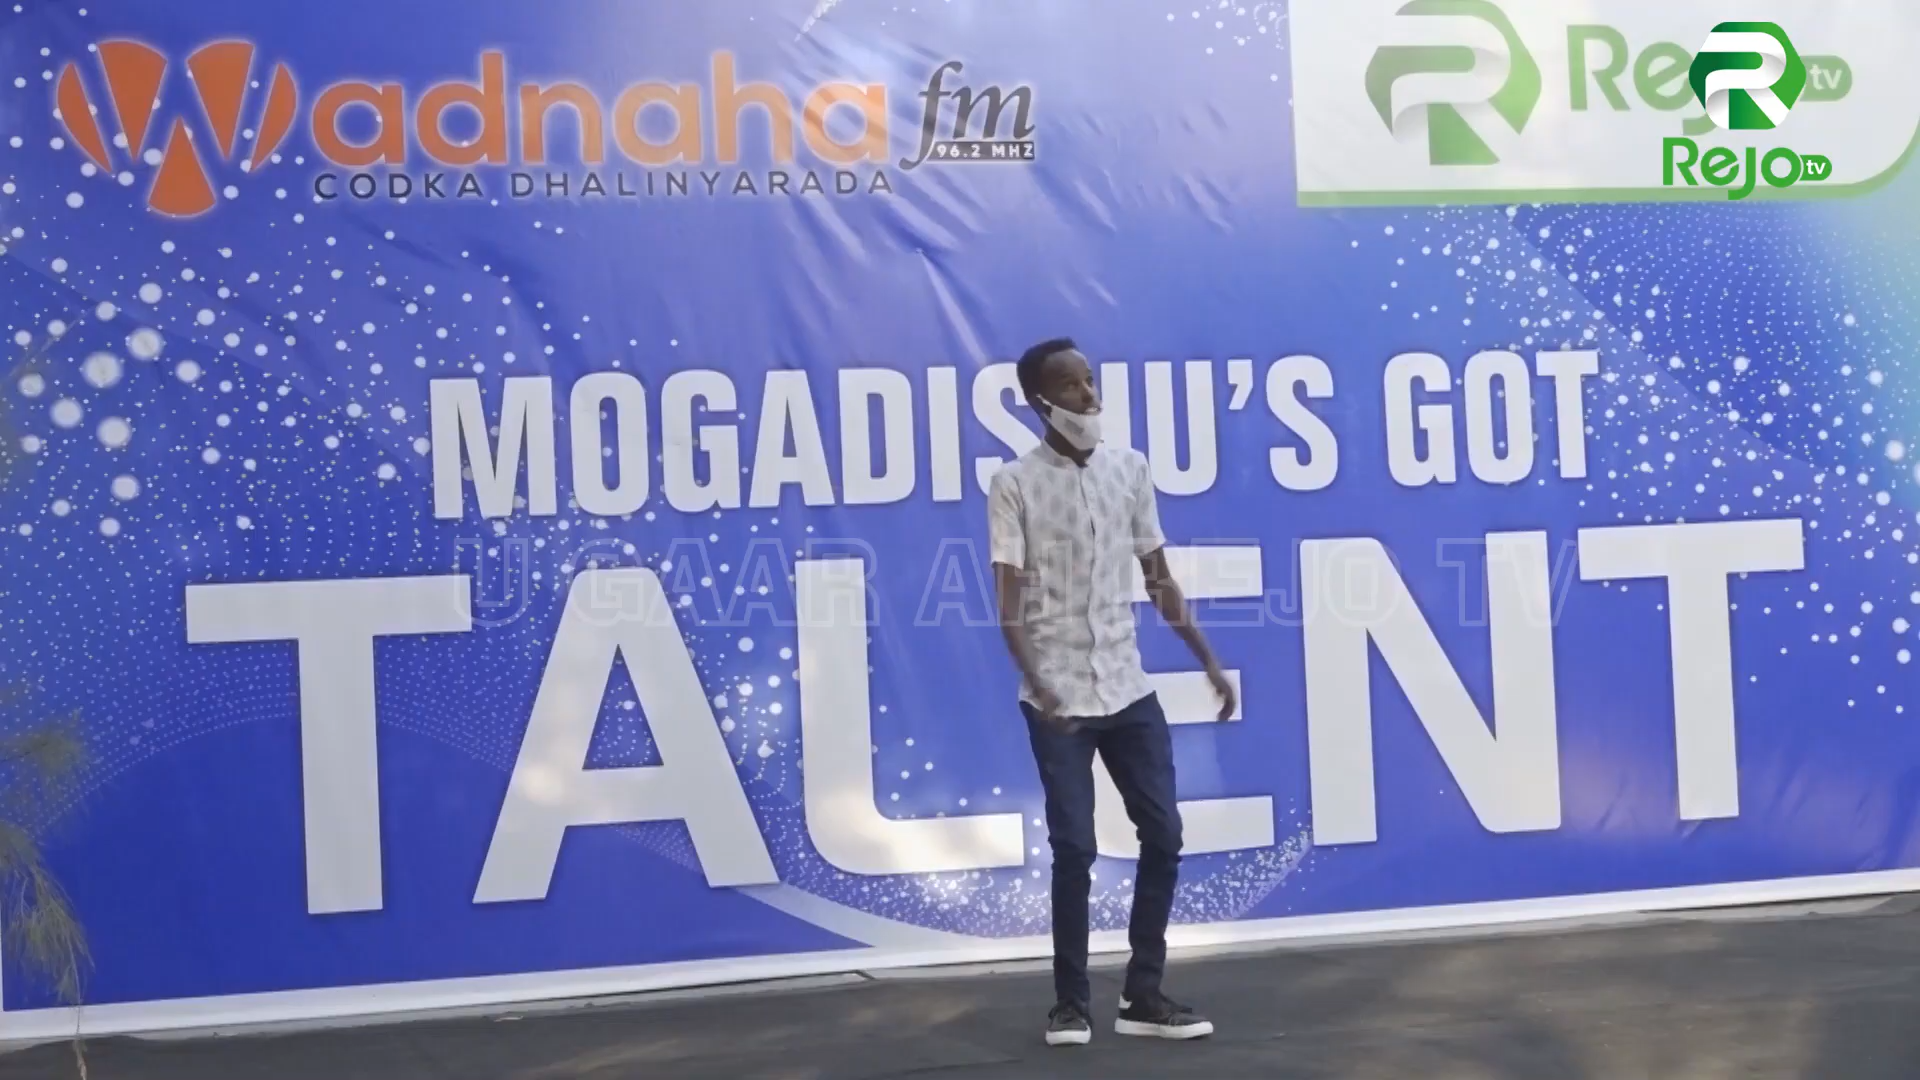 Wadnaha fm
96.2 MHZ
CODKA DHALINYARADA
Rejo tv
Rejo tv
MOGADISHU'S GOT
TALENT
U GAAR AH REJO TV